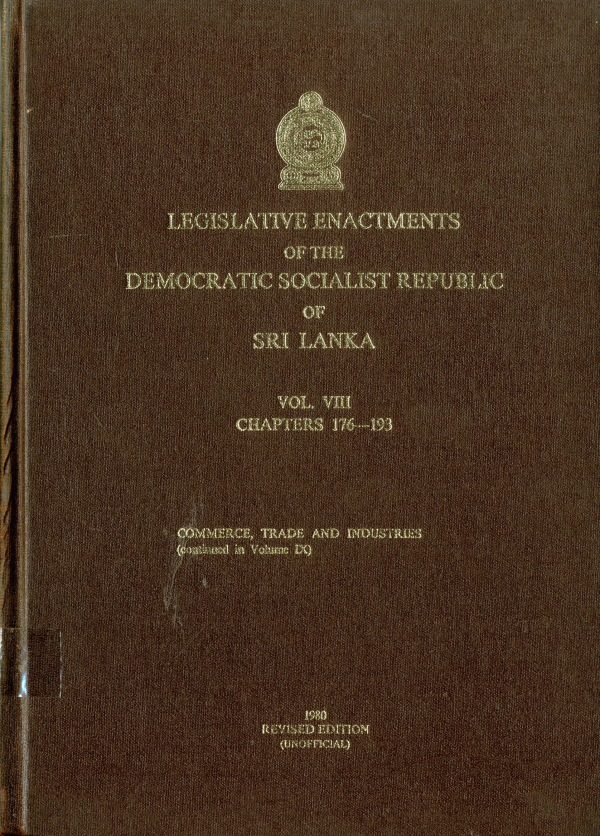 LEGISLATIVE ENACTMENTS
OF THE
DEMOCRATIC SOCIALIST REPUBLIC
OF
SRI LANKA
VOL. VIII
CHAPTERS 176—193
COMMERCE, TRADE AND INDUSTRIES
(continued in Volume IX)
1980
REVISED EDITION
(UNOFFICIAL)